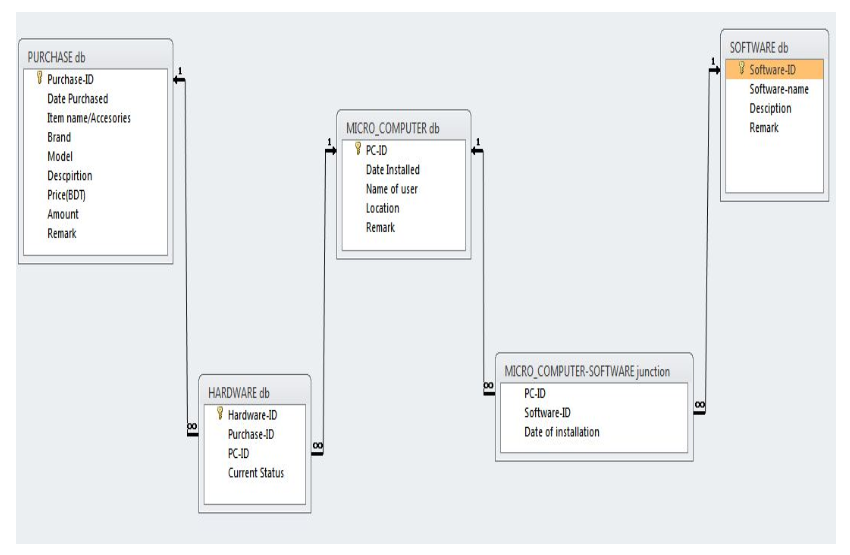 PURCHASE db
Purchase-ID
Date Purchased
Item name/Accesories
Brand
Model
Descpirtion
Price(BDT)
Amount
Remark
1
∞
HARDWARE db
Hardware-ID
Purchase-ID
PC-ID
Current Status
∞
1
MICRO_COMPUTER db
PC-ID
Date Installed
Name of user
Location
Remark
1
∞
MICRO_COMPUTER-SOFTWARE junction
PC-ID
Software-ID
Date of installation
∞
1
SOFTWARE db
Software-ID
Software-name
Desciption
Remark